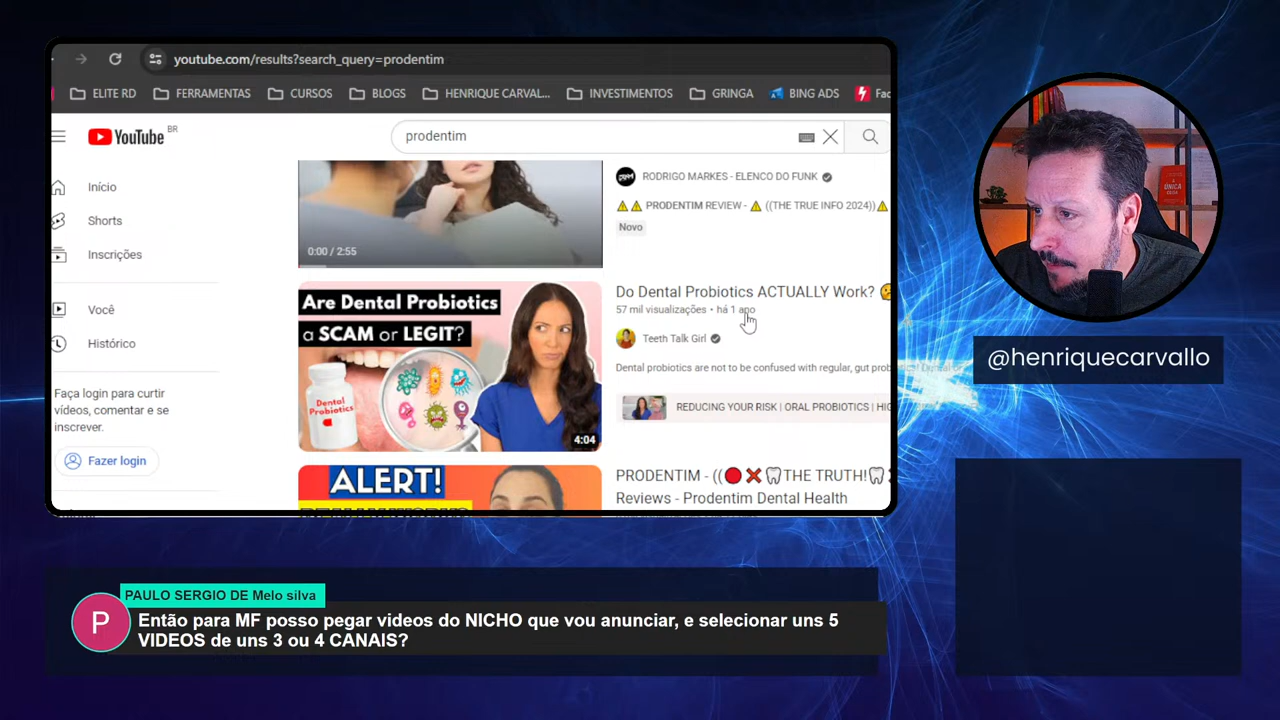 youtube.com/results?search_query=prodentim
ELITE RD FERRAMENTAS CURSOS BLOGS HENRIQUE CARVAL... INVESTIMENTOS GRINGA BING ADS Fac
YouTube BR
prodentim
Início
Shorts
Inscrições
Você
Histórico
Faça login para curtir
vídeos, comentar e se
inscrever.
Fazer login
0:00 / 2:55
RODRIGO MARKES - ELENCO DO FUNK
⚠️⚠️ PRODENTIM REVIEW - ⚠️ ((THE TRUE INFO 2024))⚠️
Novo
Are Dental Probiotics
a SCAM or LEGIT?
Dental
Probiotics
4:04
Do Dental Probiotics ACTUALLY Work? 🤔
57 mil visualizações • há 1 ano
Teeth Talk Girl
Dental probiotics are not to be confused with regular, gut prob
REDUCING YOUR RISK | ORAL PROBIOTICS | HI
ALERT!
PRODENTIM - ((🔴❌🦷THE TRUTH!🦷❌
Reviews - Prodentim Dental Health
A
ÚNICA
COISA
@henriquecarvallo
P
PAULO SERGIO DE Melo silva
Então para MF posso pegar videos do NICHO que vou anunciar, e selecionar uns 5
VIDEOS de uns 3 ou 4 CANAIS?